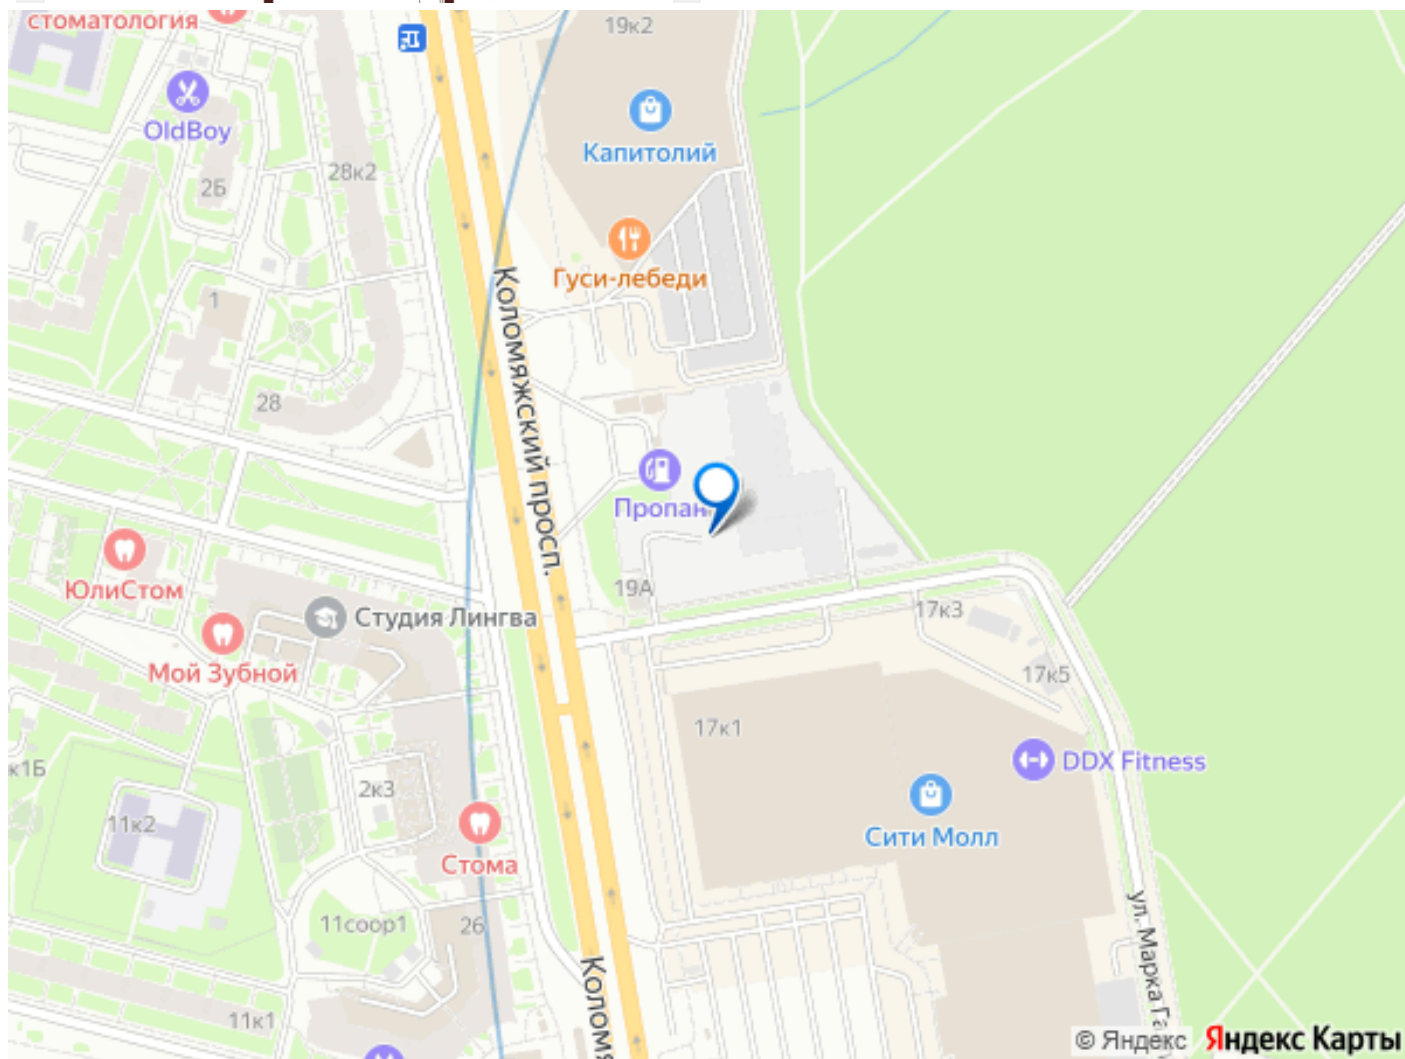 стоматология
19к2
OldBoy
Капитолий
28к2
2Б
Гуси-лебеди
1
Коломяжский просп.
28
Пропан
19А
ЮлиСтом
Студия Лингва
17к3
Мой Зубной
17к5
17к1
DDX Fitness
к1Б
2к3
11к2
Сити Молл
Стома
11соор1
26
ул. Марка Га
Колом
11к1
© Яндекс
Яндекс Карты